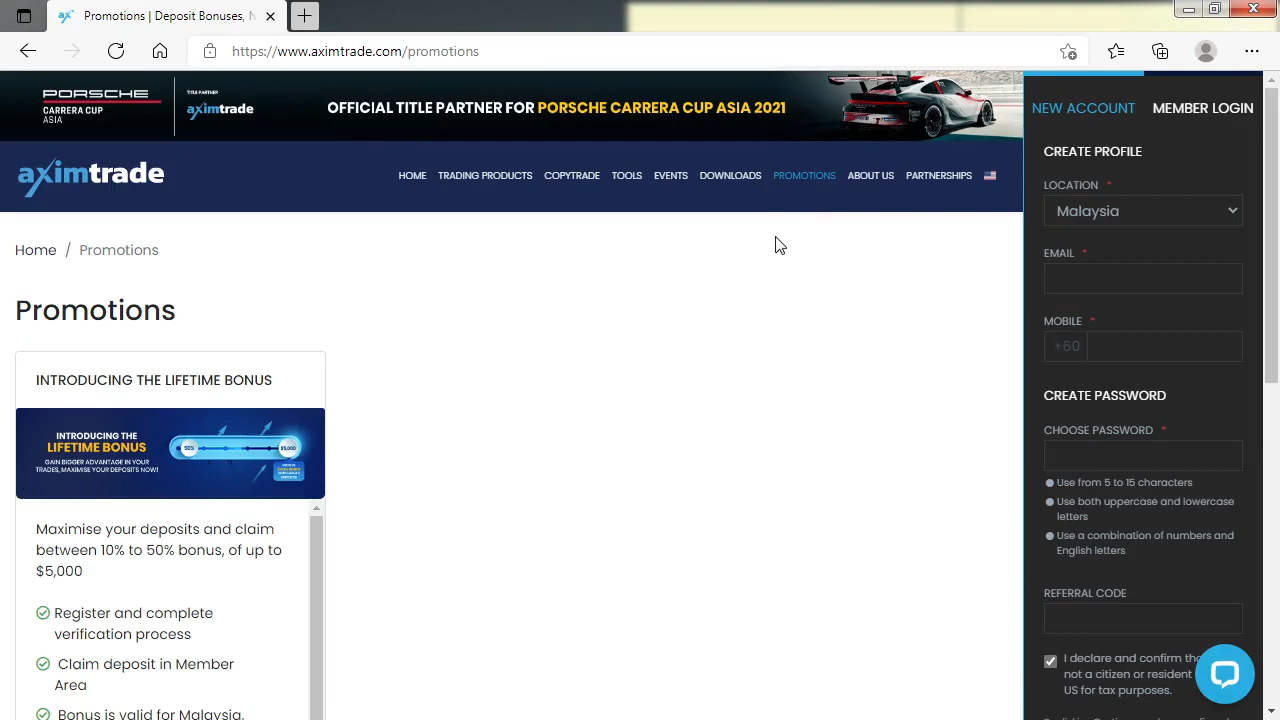 Promotions | Deposit Bonuses, N
https://www.aximtrade.com/promotions
PORSCHE
CARRERA CUP
ASIA
TITLE PARTNER
aximtrade
OFFICIAL TITLE PARTNER FOR PORSCHE CARRERA CUP ASIA 2021
aximtrade
HOME TRADING PRODUCTS COPYTRADE TOOLS EVENTS DOWNLOADS PROMOTIONS ABOUT US PARTNERSHIPS
Home / Promotions
Promotions
INTRODUCING THE LIFETIME BONUS
INTRODUCING THE
LIFETIME BONUS
GAIN BIGGER ADVANTAGE IN YOUR
TRADES, MAXIMISE YOUR DEPOSITS NOW!
50%
$5,000
Maximise your deposits and claim
between 10% to 50% bonus, of up to
$5,000
Register and complete
verification process
Claim deposit in Member
Area
Bonus is valid for Malaysia,
NEW ACCOUNT MEMBER LOGIN
CREATE PROFILE
LOCATION *
Malaysia
EMAIL *
MOBILE *
+60
CREATE PASSWORD
CHOOSE PASSWORD *
Use from 5 to 15 characters
Use both uppercase and lowercase
letters
Use a combination of numbers and
English letters
REFERRAL CODE
I declare and confirm tha
not a citizen or resident
US for tax purposes.